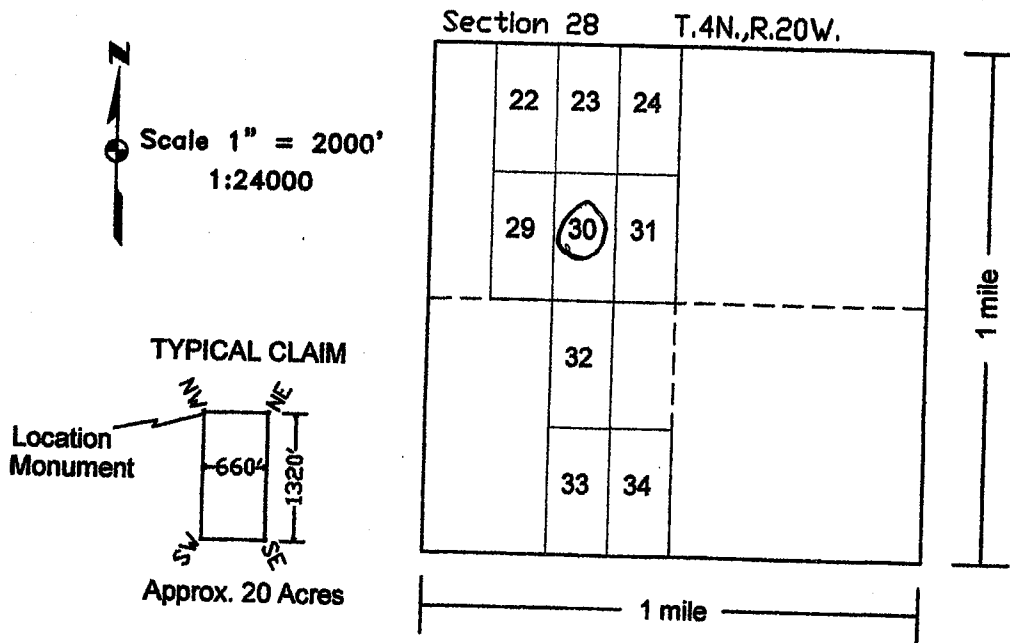 Section 28 T.4N.,R.20W.
N
Scale 1" = 2000'
1:24000
22 23 24
29 30 31
32
33 34
1 mile
1 mile
TYPICAL CLAIM
NW NE
Location
Monument
660'
1320'
SW SE
Approx. 20 Acres